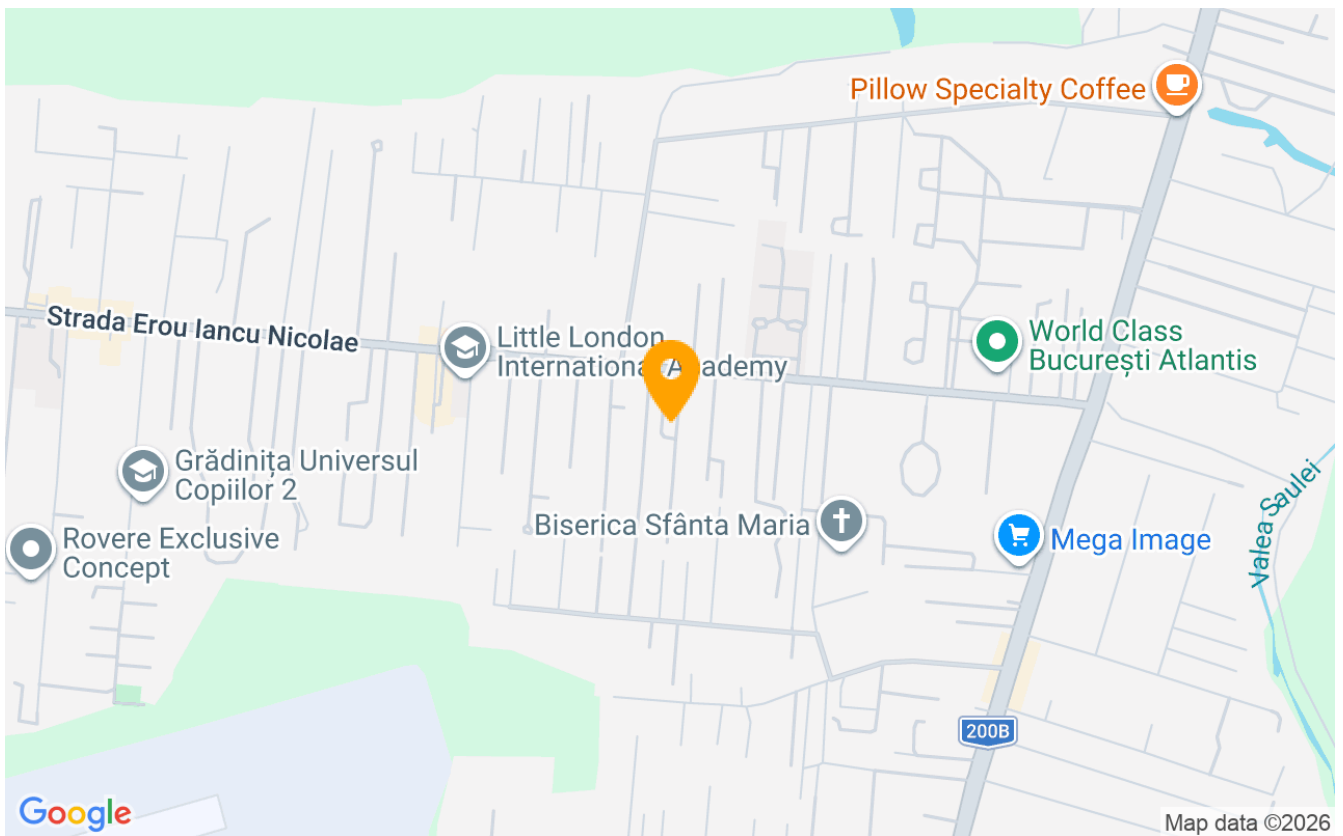 Pillow Specialty Coffee
Strada Erou Iancu Nicolae
Little London
International Academy
World Class
București Atlantis
Grădinița Universul
Copiilor 2
Biserica Sfânta Maria
Rovere Exclusive
Concept
Mega Image
Valea Saulei
200B
Google
Map data ©2026